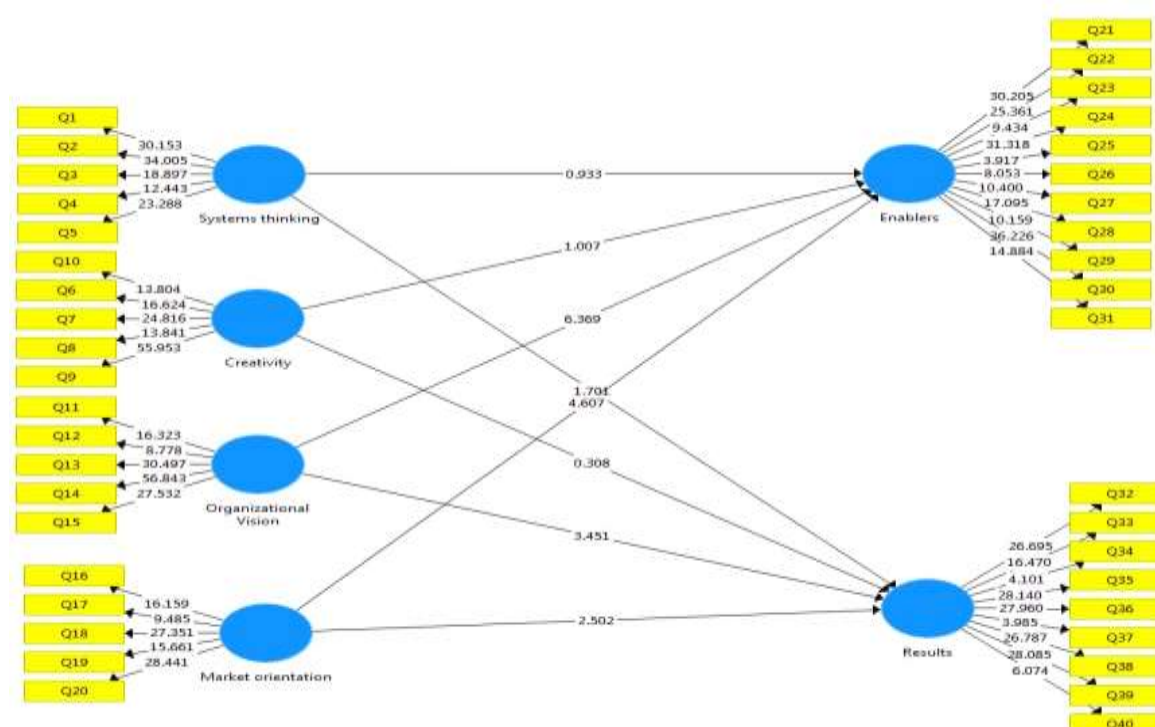 Q1
Q2
Q3
Q4
Q5
30.153
34.005
18.897
12.443
23.288
Systems thinking
Q10
Q6
Q7
Q8
Q9
13.804
16.624
24.816
13.841
55.953
Creativity
Q11
Q12
Q13
Q14
Q15
16.323
8.778
30.497
56.843
27.532
Organizational
Vision
Q16
Q17
Q18
Q19
Q20
16.159
9.485
27.351
15.661
28.441
Market orientation
0.933
1.007
6.369
1.701
4.607
0.308
3.451
2.502
Enablers
30.205
25.361
9.434
31.318
3.917
8.053
10.400
17.095
10.159
36.226
14.884
Q21
Q22
Q23
Q24
Q25
Q26
Q27
Q28
Q29
Q30
Q31
Results
26.695
16.470
4.101
28.140
27.960
3.985
26.787
28.085
6.074
Q32
Q33
Q34
Q35
Q36
Q37
Q38
Q39
Q40